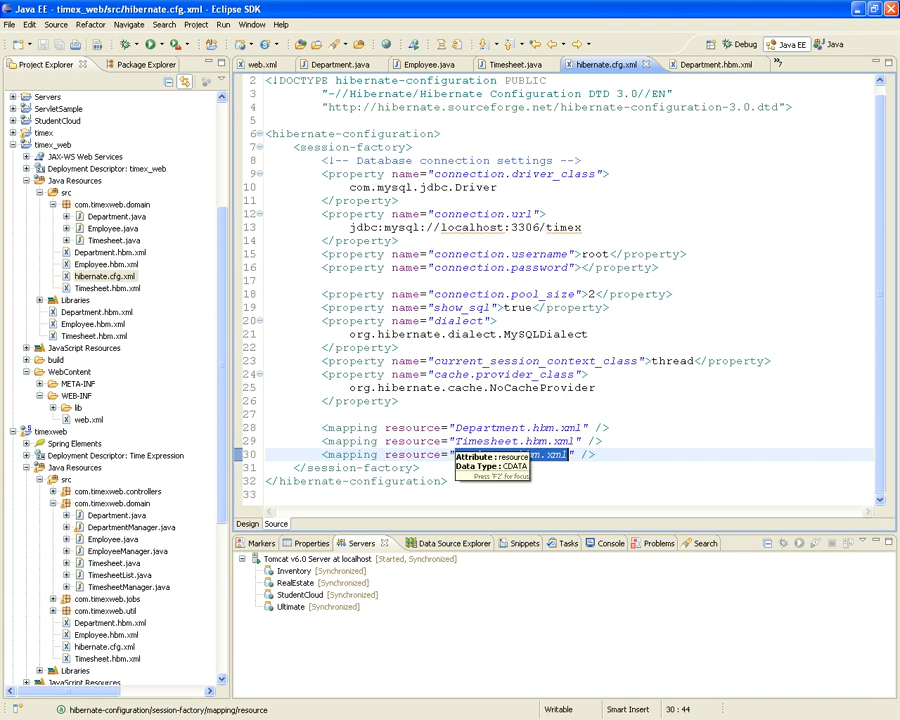 Java EE - timex_web/src/hibernate.cfg.xml - Eclipse SDK
File Edit Source Refactor Navigate Search Project Scripts Run Window Help
Debug Java EE Java
Project Explorer Package Explorer
Servers
ServletSample
StudentCloud
timex
timex_web
JAX-WS Web Services
Deployment Descriptor: timex_web
Java Resources
src
com.timexweb.domain
Department.java
Employee.java
Timesheet.java
Department.hbm.xml
Employee.hbm.xml
hibernate.cfg.xml
Timesheet.hbm.xml
Libraries
Department.hbm.xml
Employee.hbm.xml
Timesheet.hbm.xml
JavaScript Resources
build
WebContent
META-INF
WEB-INF
lib
web.xml
timexweb
Spring Elements
Deployment Descriptor: Time Expression
Java Resources
src
com.timexweb.controllers
com.timexweb.domain
Department.java
DepartmentManager.java
Employee.java
EmployeeManager.java
Timesheet.java
TimesheetList.java
TimesheetManager.java
com.timexweb.jobs
com.timexweb.util
Department.hbm.xml
Employee.hbm.xml
hibernate.cfg.xml
Timesheet.hbm.xml
Libraries
JavaScript Resources
web.xml Department.java Employee.java Timesheet.java hibernate.cfg.xml Department.hbm.xml »7
2 <!DOCTYPE hibernate-configuration PUBLIC
3 "-//Hibernate/Hibernate Configuration DTD 3.0//EN"
4 "http://hibernate.sourceforge.net/hibernate-configuration-3.0.dtd">
5
6 <hibernate-configuration>
7 <session-factory>
8 <!-- Database connection settings -->
9 <property name="connection.driver_class">
10 com.mysql.jdbc.Driver
11 </property>
12 <property name="connection.url">
13 jdbc:mysql://localhost:3306/timex
14 </property>
15 <property name="connection.username">root</property>
16 <property name="connection.password"></property>
17
18 <property name="connection.pool_size">2</property>
19 <property name="show_sql">true</property>
20 <property name="dialect">
21 org.hibernate.dialect.MySQLDialect
22 </property>
23 <property name="current_session_context_class">thread</property>
24 <property name="cache.provider_class">
25 org.hibernate.cache.NoCacheProvider
26 </property>
27
28 <mapping resource="Department.hbm.xml" />
29 <mapping resource="Timesheet.hbm.xml" />
30 <mapping resource=" m.xml" />
31 </session-factory>
32 </hibernate-configuration>
33
Attribute : resource
Data Type : CDATA
Press 'F2' for focus
Design Source
Markers Properties Servers Data Source Explorer Snippets Tasks Console Problems Search
Tomcat v6.0 Server at localhost [Started, Synchronized]
Inventory [Synchronized]
RealEstate [Synchronized]
StudentCloud [Synchronized]
Ultimate [Synchronized]
hibernate-configuration/session-factory/mapping/resource Writable Smart Insert 30 : 44